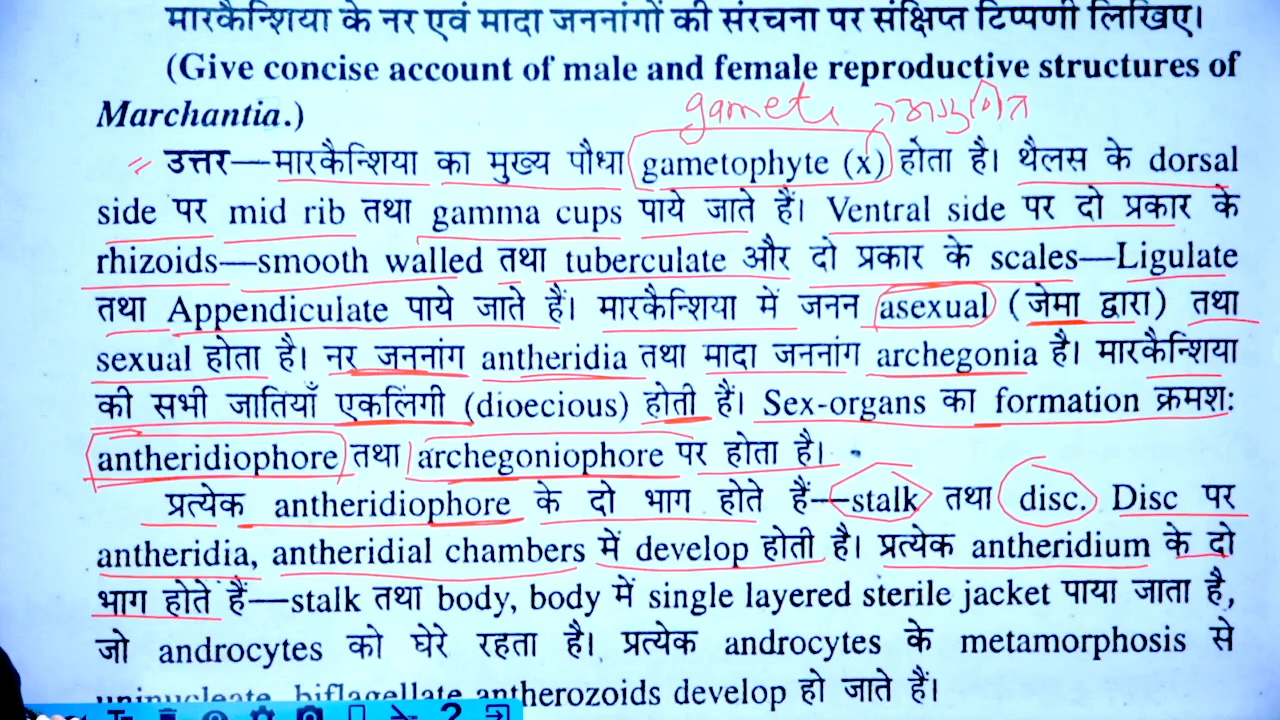 मारकैन्शिया के नर एवं मादा जननांगों की संरचना पर संक्षिप्त टिप्पणी लिखिए।
(Give concise account of male and female reproductive structures of
Marchantia.)
उत्तर—मारकैन्शिया का मुख्य पौधा gametophyte (x) होता है। थैलस के dorsal
side पर mid rib तथा gamma cups पाये जाते हैं। Ventral side पर दो प्रकार के
rhizoids—smooth walled तथा tuberculate और दो प्रकार के scales—Ligulate
तथा Appendiculate पाये जाते हैं। मारकैन्शिया में जनन asexual (जेमा द्वारा) तथा
sexual होता है। नर जननांग antheridia तथा मादा जननांग archegonia है। मारकैन्शिया
की सभी जातियाँ एकलिंगी (dioecious) होती हैं। Sex-organs का formation क्रमश:
antheridiophore तथा archegoniophore पर होता है।
प्रत्येक antheridiophore के दो भाग होते हैं—stalk तथा disc. Disc पर
antheridia, antheridial chambers में develop होती है। प्रत्येक antheridium के दो
भाग होते हैं—stalk तथा body, body में single layered sterile jacket पाया जाता है,
जो androcytes को घेरे रहता है। प्रत्येक androcytes के metamorphosis से
uninucleate, biflagellate antherozoids develop हो जाते हैं।